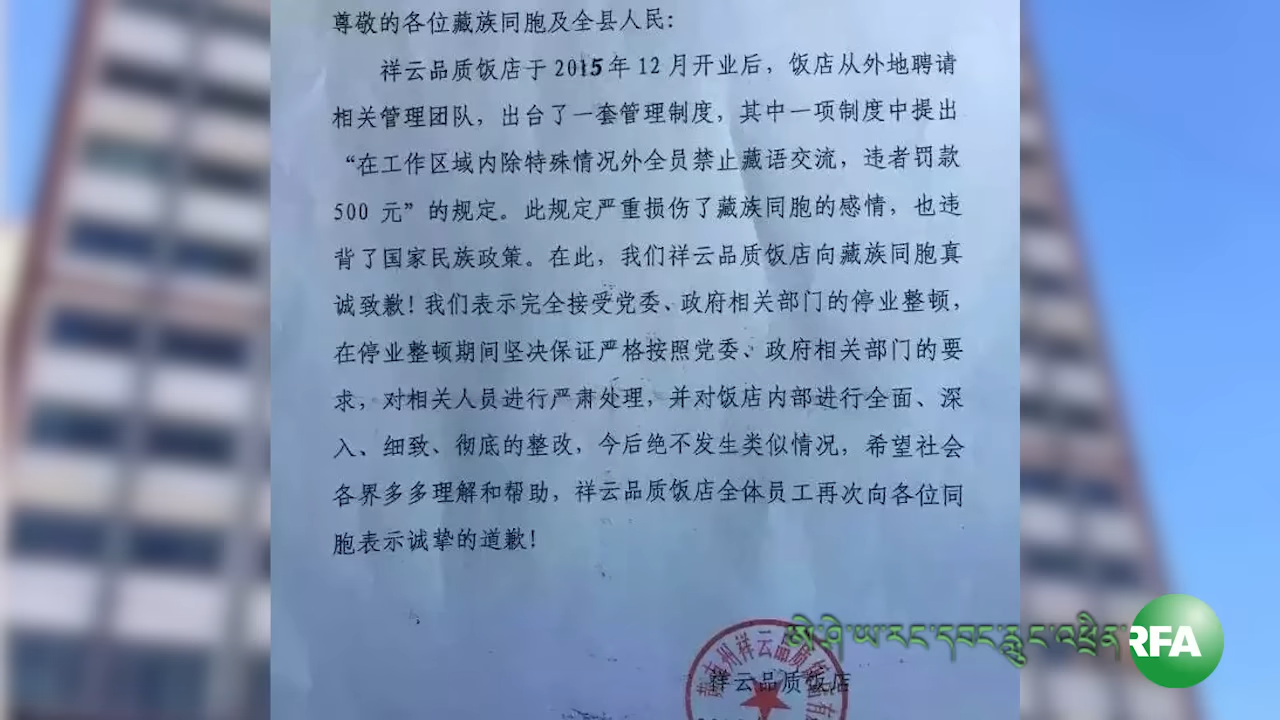 尊敬的各位藏族同胞及全县人民：
祥云品质饭店于 2015 年 12 月开业后，饭店从外地聘请
相关管理团队，出台了一套管理制度，其中一项制度中提出
“在工作区域内除特殊情况外全员禁止藏语交流，违者罚款
500 元”的规定。此规定严重损伤了藏族同胞的感情，也违
背了国家民族政策。在此，我们祥云品质饭店向藏族同胞真
诚致歉！我们表示完全接受党委、政府相关部门的停业整顿，
在停业整顿期间坚决保证严格按照党委、政府相关部门的要
求，对相关人员进行严肃处理，并对饭店内部进行全面、深
入、细致、彻底的整改，今后绝不发生类似情况，希望社会
各界多多理解和帮助，祥云品质饭店全体员工再次向各位同
胞表示诚挚的道歉！
ཨེ་ཤི་ཡ་རང་དབང་རླུང་འཕྲིན་
RFA
祥云品质饭店